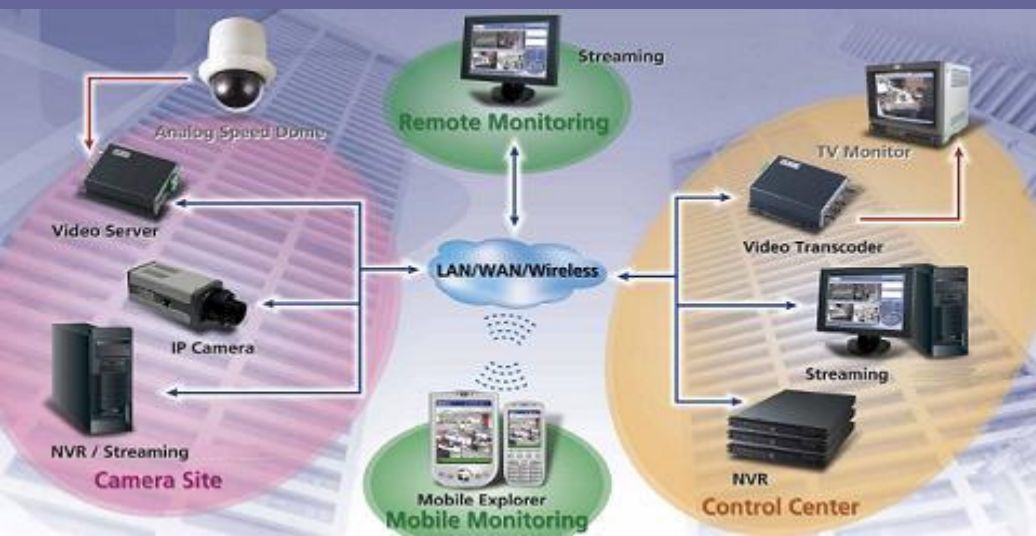 Analog Speed Dome
Video Server
IP Camera
NVR / Streaming
Camera Site
Streaming
Remote Monitoring
LAN/WAN/Wireless
Mobile Explorer
Mobile Monitoring
TV Monitor
Video Transcoder
Streaming
NVR
Control Center